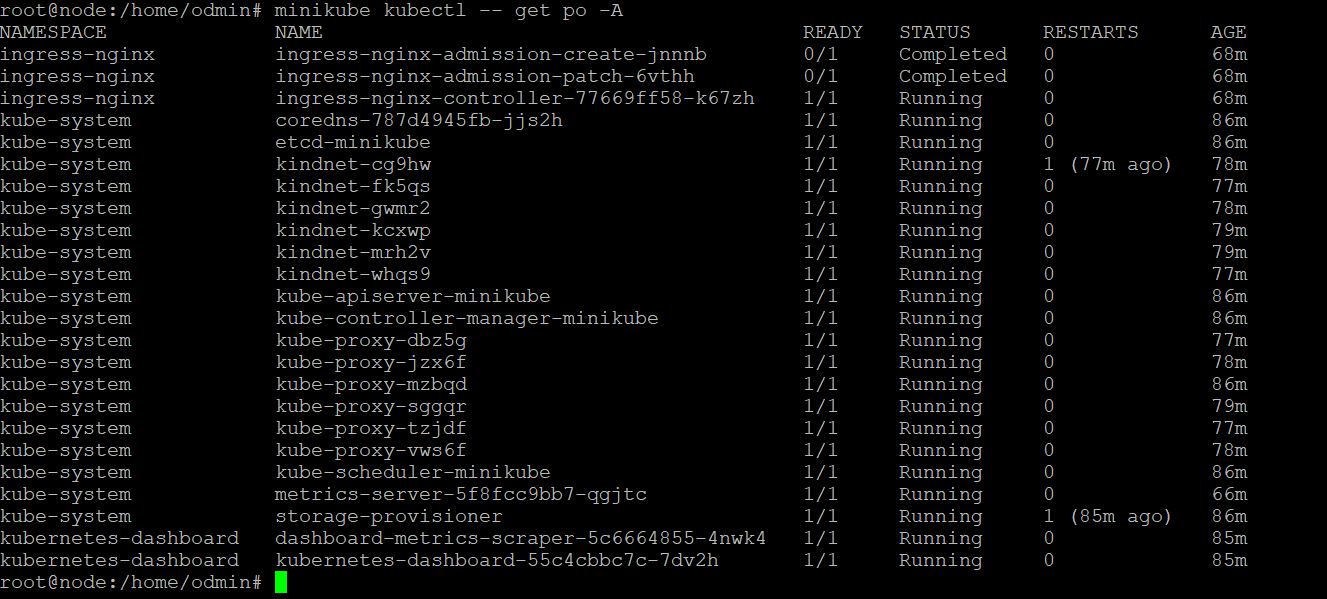 root@node:/home/odmin# minikube kubectl -- get po -A
NAMESPACE NAME READY STATUS RESTARTS AGE
ingress-nginx ingress-nginx-admission-create-jnnnb 0/1 Completed 0 68m
ingress-nginx ingress-nginx-admission-patch-6vthh 0/1 Completed 0 68m
ingress-nginx ingress-nginx-controller-77669ff58-k67zh 1/1 Running 0 68m
kube-system coredns-787d4945fb-jjs2h 1/1 Running 0 86m
kube-system etcd-minikube 1/1 Running 0 86m
kube-system kindnet-cg9hw 1/1 Running 1 (77m ago) 78m
kube-system kindnet-fk5qs 1/1 Running 0 77m
kube-system kindnet-gwmr2 1/1 Running 0 78m
kube-system kindnet-kcxwp 1/1 Running 0 79m
kube-system kindnet-mrh2v 1/1 Running 0 79m
kube-system kindnet-whqs9 1/1 Running 0 77m
kube-system kube-apiserver-minikube 1/1 Running 0 86m
kube-system kube-controller-manager-minikube 1/1 Running 0 86m
kube-system kube-proxy-dbz5g 1/1 Running 0 77m
kube-system kube-proxy-jzx6f 1/1 Running 0 78m
kube-system kube-proxy-mzbqd 1/1 Running 0 86m
kube-system kube-proxy-sggqr 1/1 Running 0 79m
kube-system kube-proxy-tzjdf 1/1 Running 0 77m
kube-system kube-proxy-vws6f 1/1 Running 0 78m
kube-system kube-scheduler-minikube 1/1 Running 0 86m
kube-system metrics-server-5f8fcc9bb7-qgjtc 1/1 Running 0 66m
kube-system storage-provisioner 1/1 Running 1 (85m ago) 86m
kubernetes-dashboard dashboard-metrics-scraper-5c6664855-4nwk4 1/1 Running 0 85m
kubernetes-dashboard kubernetes-dashboard-55c4cbbc7c-7dv2h 1/1 Running 0 85m
root@node:/home/odmin#